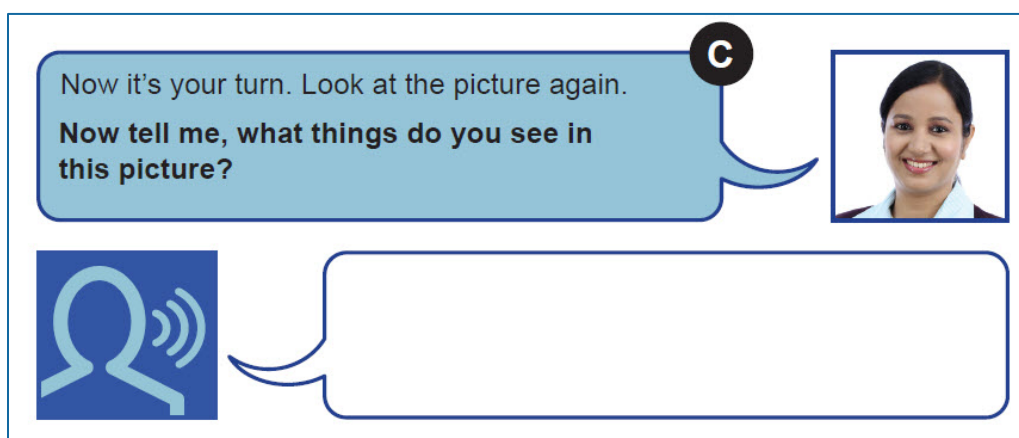 C
Now it's your turn. Look at the picture again.
Now tell me, what things do you see in
this picture?